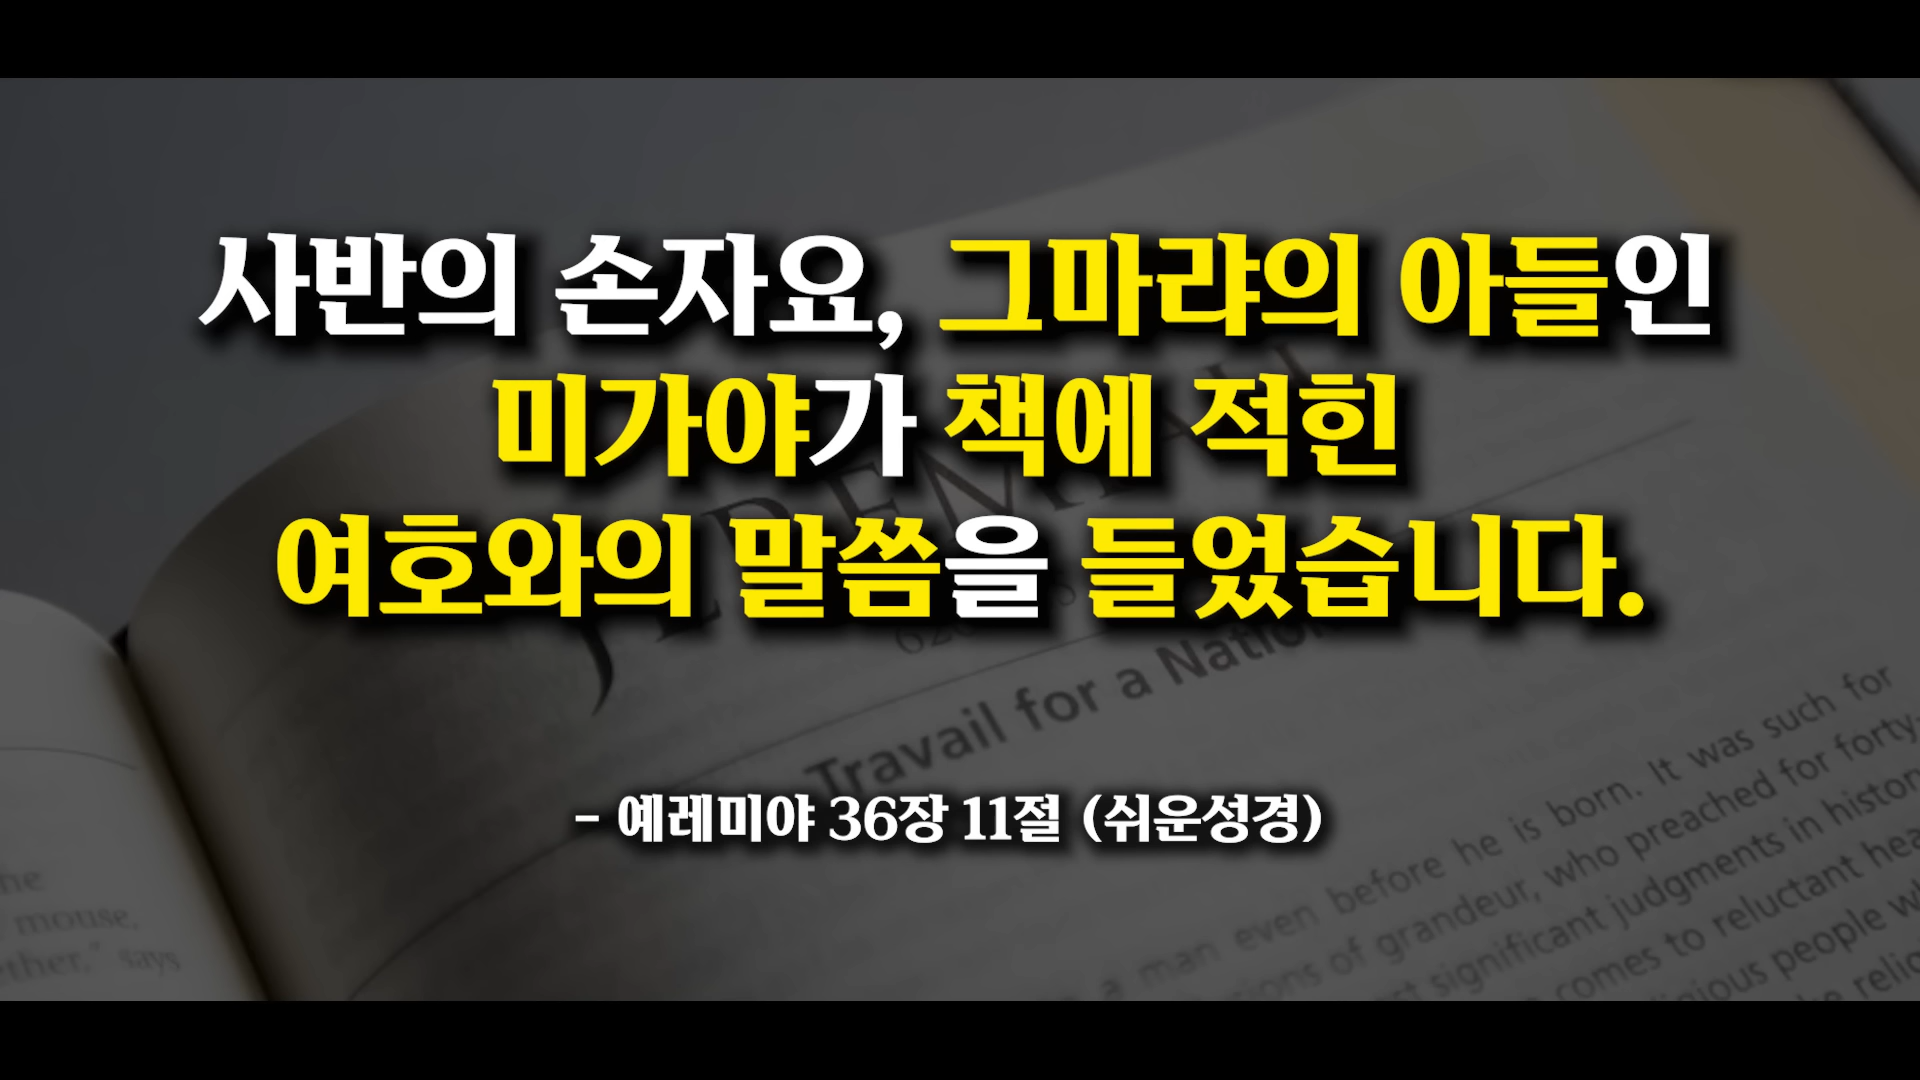 사반의 손자요, 그마랴의 아들인
미가야가 책에 적힌
여호와의 말씀을 들었습니다.
- 예레미야 36장 11절 (쉬운성경)
Travail for a Nation
a man even before he is born. It was such for
of grandeur, who preached for forty-
significant judgments in
comes to reluctant
people
he
mouse,
says